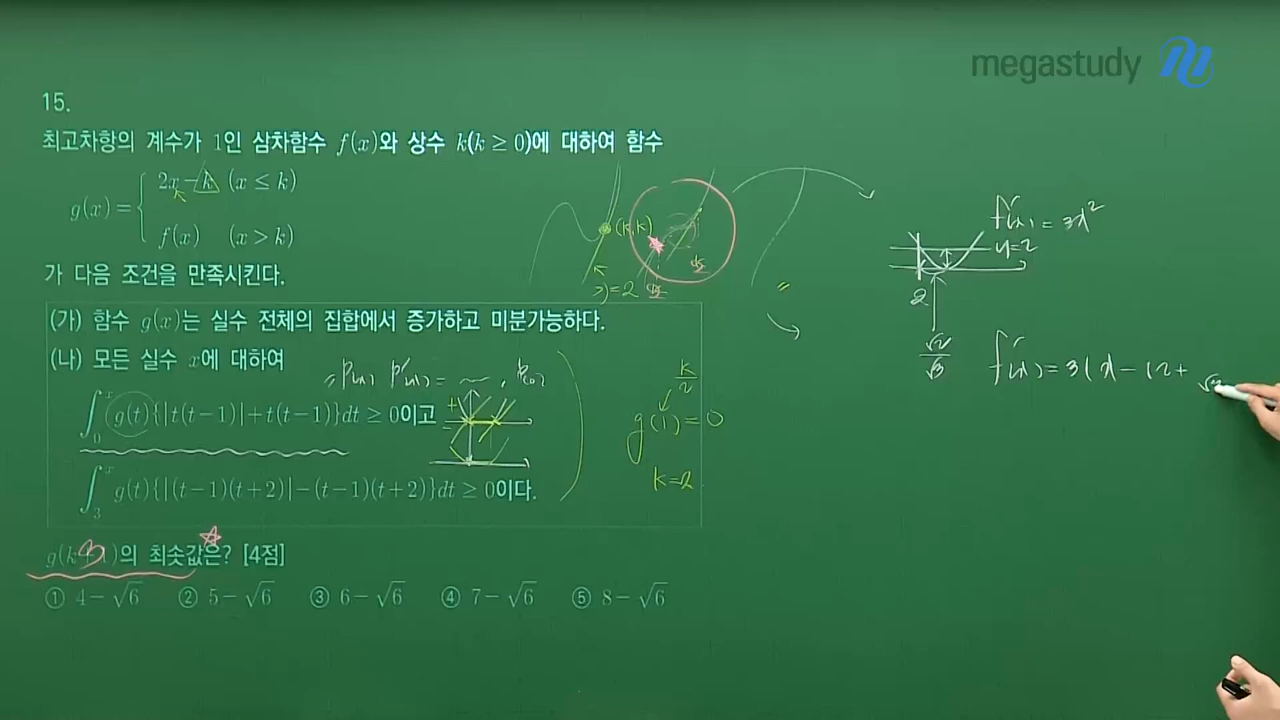 megastudy
15.
최고차항의 계수가 1인 삼차함수 f(x)와 상수 k(k ≥ 0)에 대하여 함수
g(x) = { 2x-k (x ≤ k)
f(x) (x > k)
가 다음 조건을 만족시킨다.
(가) 함수 g(x)는 실수 전체의 집합에서 증가하고 미분가능하다.
(나) 모든 실수 x에 대하여
∫₀ˣ g(t){|t(t-1)|+t(t-1)}dt ≥ 0이고
∫₃ˣ g(t){|(t-1)(t+2)|-(t-1)(t+2)}dt ≥ 0이다.
g(k+1)의 최솟값은? [4점]
① 4-√6 ② 5-√6 ③ 6-√6 ④ 7-√6 ⑤ 8-√6
(k,k)
k/2
g(1)=0
k=2
f'(x)=3x²
y=2
2
√2/√3
f'(x)=3(x-(2+